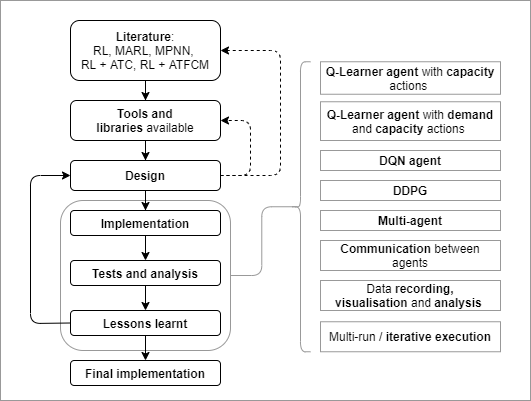 Literature:
RL, MARL, MPNN,
RL + ATC, RL + ATFCM
Tools and
libraries available
Design
Implementation
Tests and analysis
Lessons learnt
Final implementation
Q-Learner agent with capacity
actions
Q-Learner agent with demand
and capacity actions
DQN agent
DDPG
Multi-agent
Communication between
agents
Data recording,
visualisation and analysis
Multi-run / iterative execution